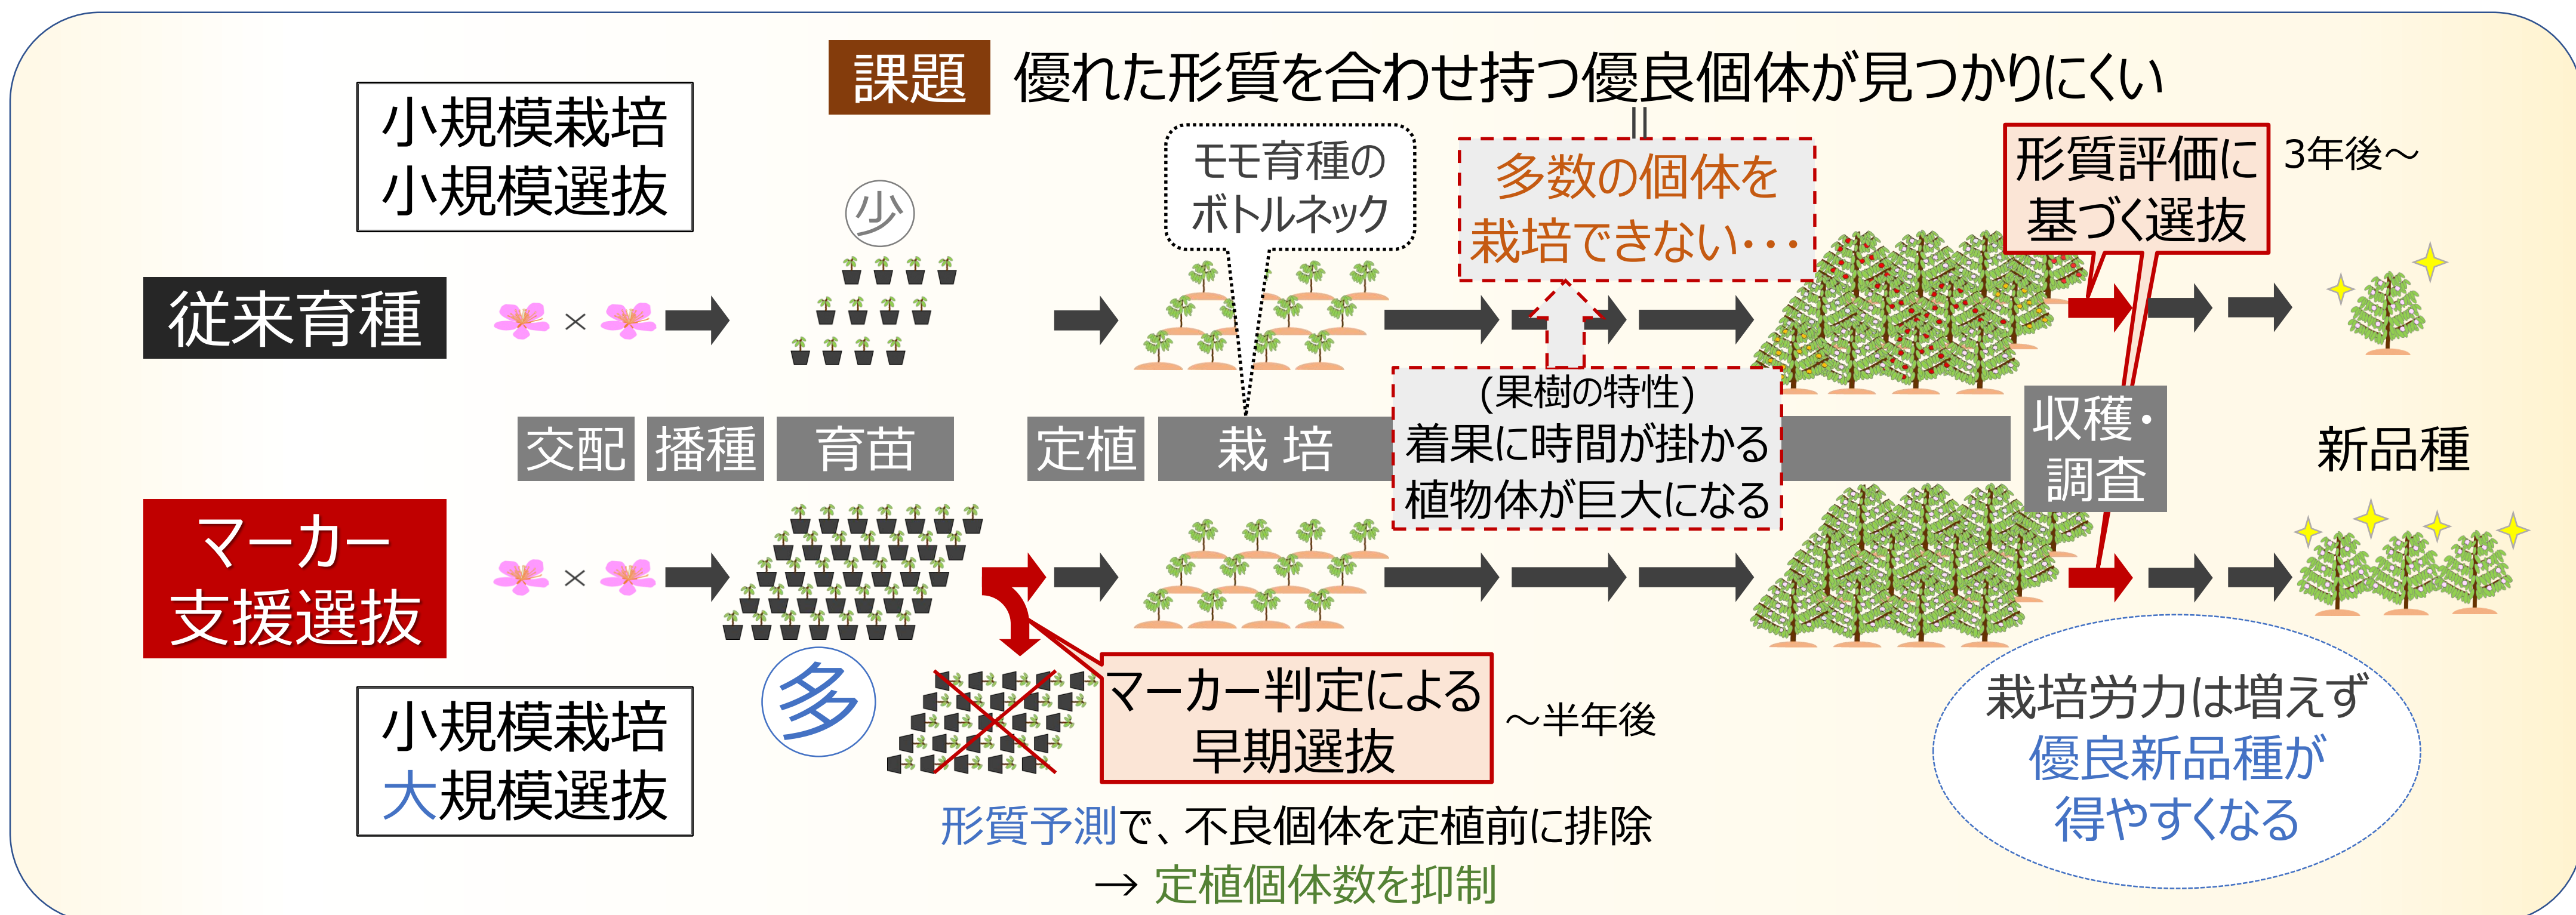 課題 優れた形質を合わせ持つ優良個体が見つかりにくい
小規模栽培
小規模選抜
少
モモ育種の
ボトルネック
多数の個体を
栽培できない・・・
形質評価に
基づく選抜
3年後～
従来育種
×
(果樹の特性)
着果に時間が掛かる
植物体が巨大になる
交配 播種 育苗 定植 栽培
収穫・
調査
新品種
マーカー
支援選抜
×
多
マーカー判定による
早期選抜
～半年後
小規模栽培
大規模選抜
形質予測で、不良個体を定植前に排除
→ 定植個体数を抑制
栽培労力は増えず
優良新品種が
得やすくなる